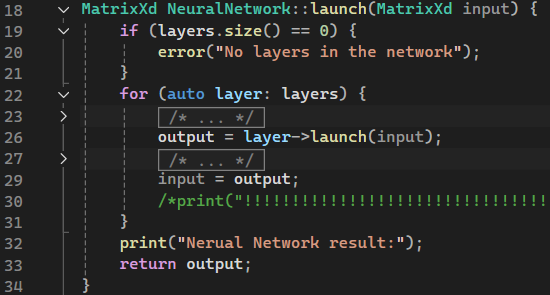 18 MatrixXd NeuralNetwork::launch(MatrixXd input) {
19 if (layers.size() == 0) {
20 error("No layers in the network");
21 }
22 for (auto layer: layers) {
23 /* ... */
26 output = layer->launch(input);
27 /* ... */
29 input = output;
30 /*print("!!!!!!!!!!!!!!!!!!!!!!!!!!!!!!!!
31 }
32 print("Nerual Network result:");
33 return output;
34 }